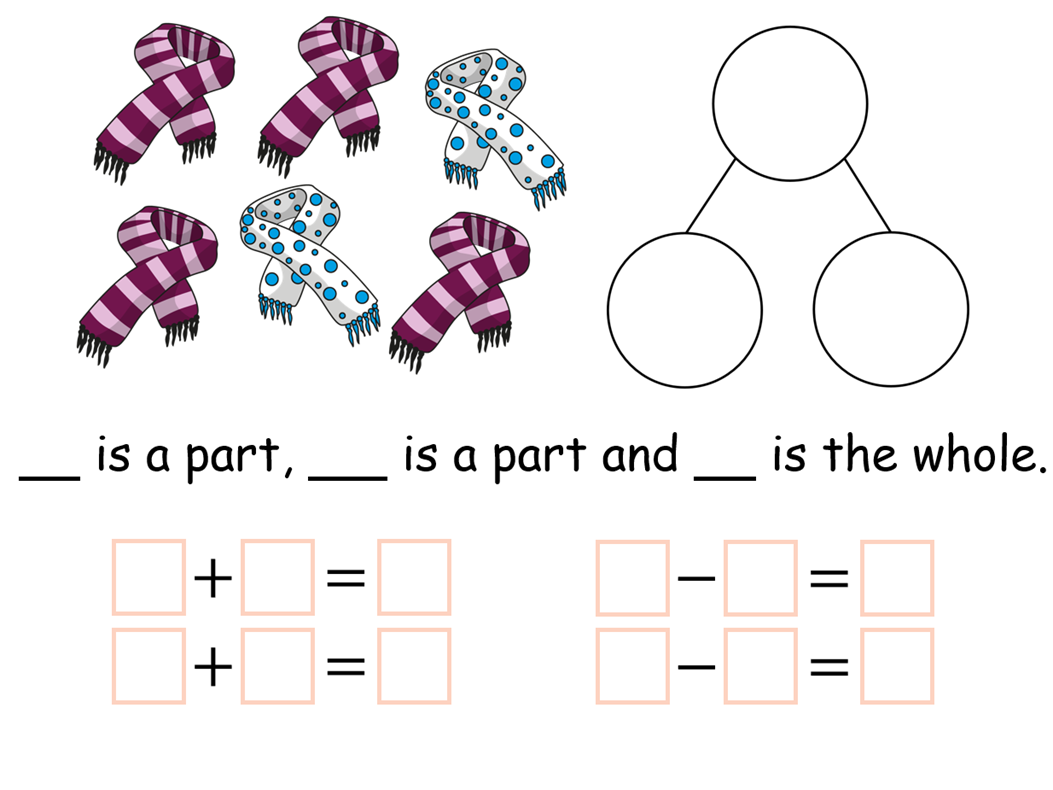 __ is a part, ___ is a part and __ is the whole.
+ = - =
+ = - =